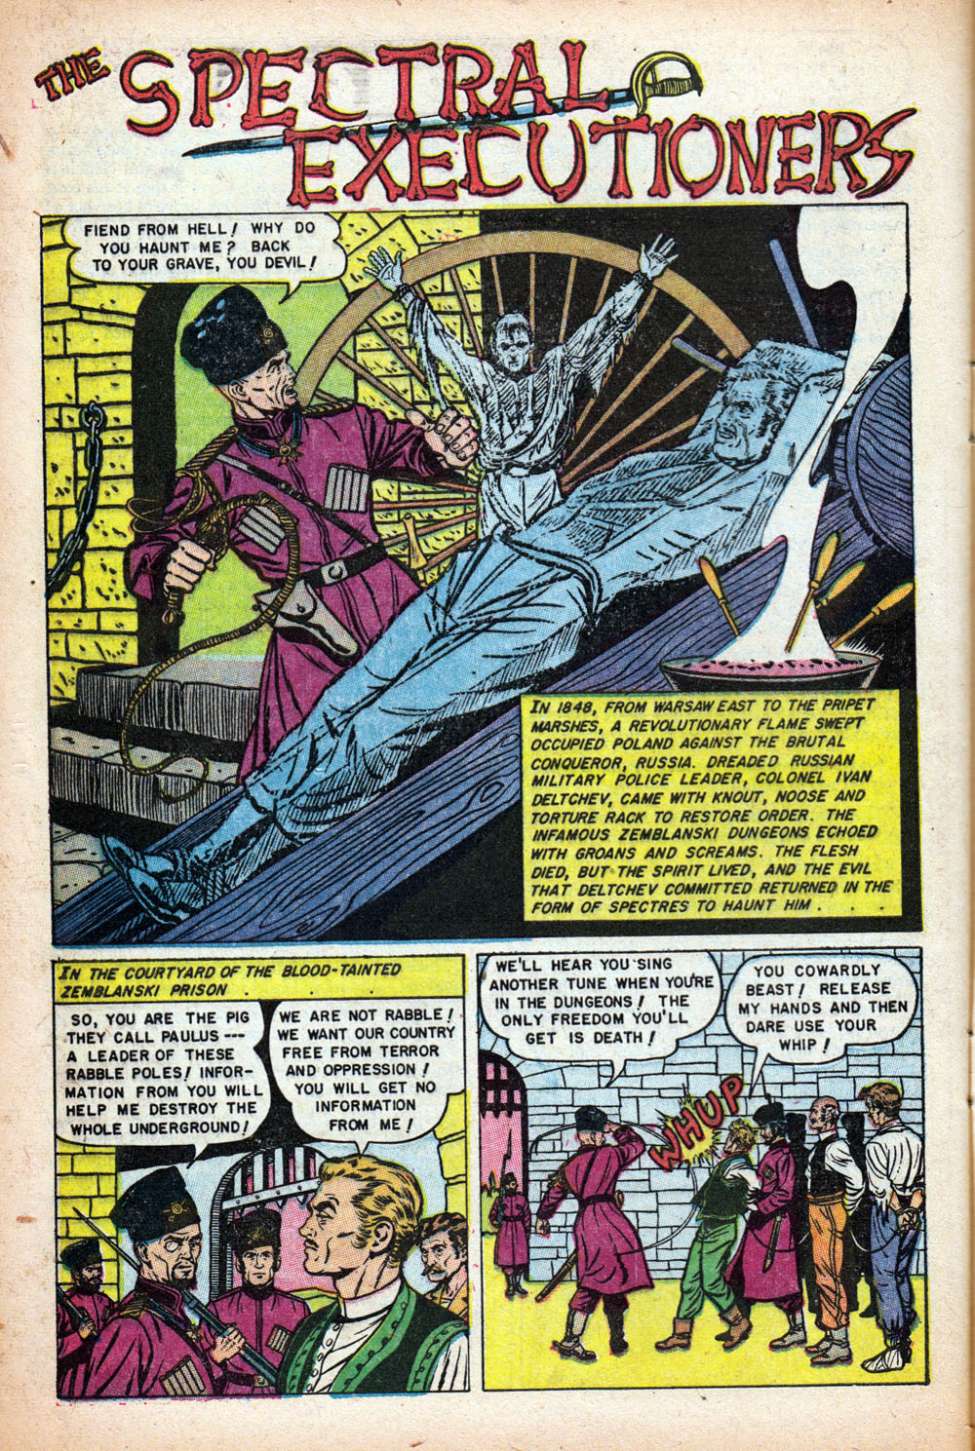 THE SPECTRAL
EXECUTIONERS
FIEND FROM HELL! WHY DO
YOU HAUNT ME? BACK
TO YOUR GRAVE, YOU DEVIL!
IN 1848, FROM WARSAW EAST TO THE PRIPET
MARSHES, A REVOLUTIONARY FLAME SWEPT
OCCUPIED POLAND AGAINST THE BRUTAL
CONQUEROR, RUSSIA. DREADED RUSSIAN
MILITARY POLICE LEADER, COLONEL IVAN
DELTCHEV, CAME WITH KNOUT, NOOSE AND
TORTURE RACK TO RESTORE ORDER. THE
INFAMOUS ZEMBLANSKI DUNGEONS ECHOED
WITH GROANS AND SCREAMS. THE FLESH
DIED, BUT THE SPIRIT LIVED, AND THE EVIL
THAT DELTCHEV COMMITTED RETURNED IN THE
FORM OF SPECTRES TO HAUNT HIM . . .
IN THE COURTYARD OF THE BLOOD-TAINTED
ZEMBLANSKI PRISON . . .
SO, YOU ARE THE PIG
THEY CALL PAULUS ---
A LEADER OF THESE
RABBLE POLES! INFOR-
MATION FROM YOU WILL
HELP ME DESTROY THE
WHOLE UNDERGROUND!
WE ARE NOT RABBLE!
WE WANT OUR COUNTRY
FREE FROM TERROR
AND OPPRESSION!
YOU WILL GET NO
INFORMATION
FROM ME!
WE'LL HEAR YOU SING
ANOTHER TUNE WHEN YOU'RE
IN THE DUNGEONS! THE
ONLY FREEDOM YOU'LL
GET IS DEATH!
YOU COWARDLY
BEAST! RELEASE
MY HANDS AND THEN
DARE USE YOUR
WHIP!
WHUP